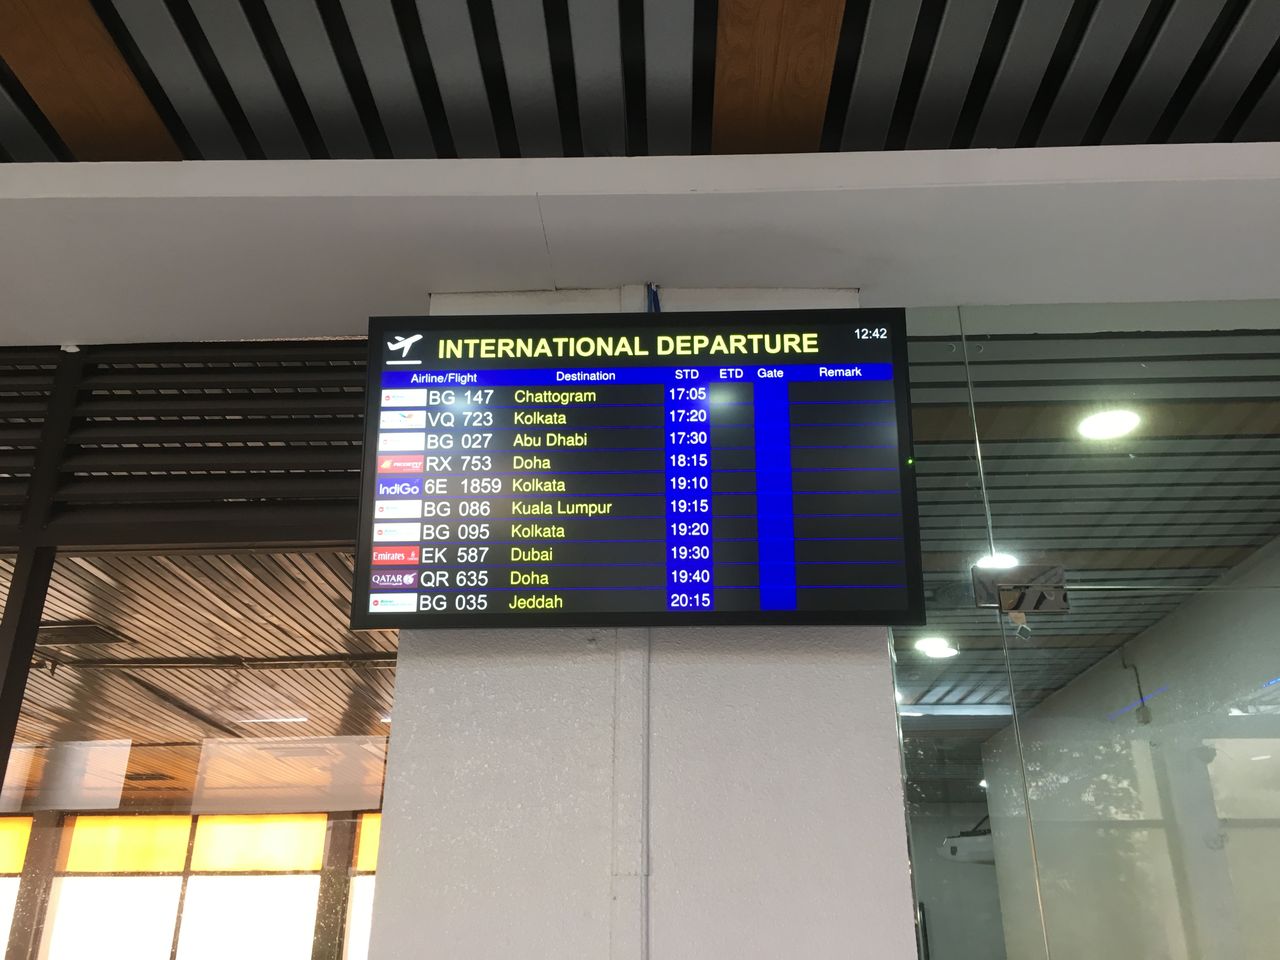 INTERNATIONAL DEPARTURE 12:42
Airline/Flight Destination STD ETD Gate Remark
BG 147 Chattogram 17:05
VQ 723 Kolkata 17:20
BG 027 Abu Dhabi 17:30
RX 753 Doha 18:15
IndiGo 6E 1859 Kolkata 19:10
BG 086 Kuala Lumpur 19:15
BG 095 Kolkata 19:20
Emirates EK 587 Dubai 19:30
QATAR QR 635 Doha 19:40
BG 035 Jeddah 20:15